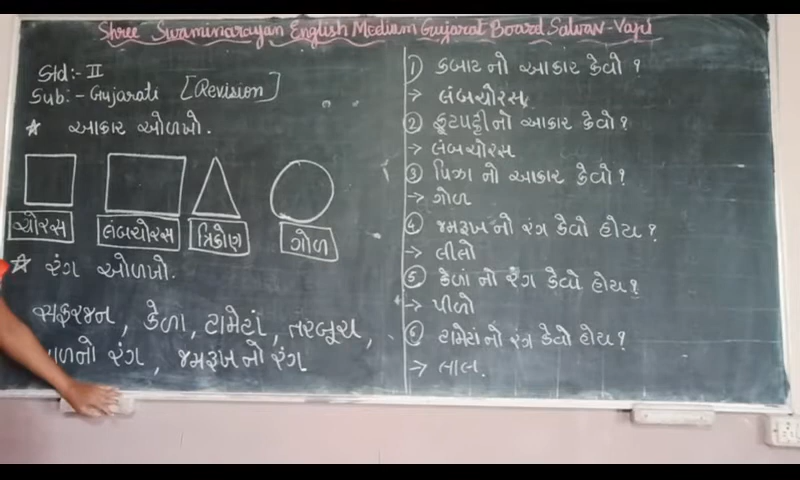 Shree Swaminarayan English Medium Gujarat Board Salvav-Vapi
Std:- II
Sub:- Gujarati [Revision]
★ આકાર ઓળખો.
ચોરસ લંબચોરસ ત્રિકોણ ગોળ
★ રંગ ઓળખો.
સફરજન, કેળા, ટામેટાં, તરબૂચ,
રંગ, જમરૂખ નો રંગ
① કબાટ નો આકાર કેવો ?
→ લંબચોરસ
② ફૂટપટ્ટી નો આકાર કેવો ?
→ લંબચોરસ
③ પિઝા નો આકાર કેવો ?
→ ગોળ
④ જમરૂખ નો રંગ કેવો હોય ?
→ લીલો
⑤ કેળાં નો રંગ કેવો હોય ?
→ પીળો
⑥ ટામેટાં નો રંગ કેવો હોય ?
→ લાલ.